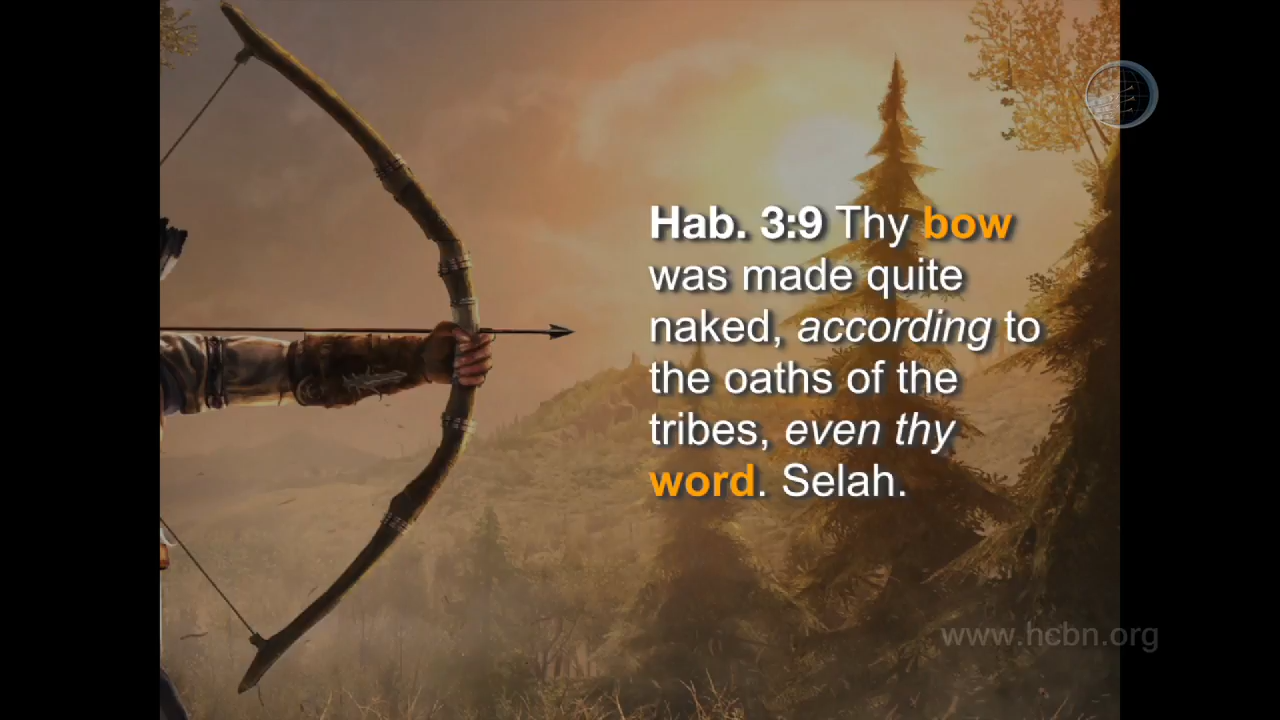 Hab. 3:9 Thy bow
was made quite
naked, according to
the oaths of the
tribes, even thy
word. Selah.
www.hcbn.org